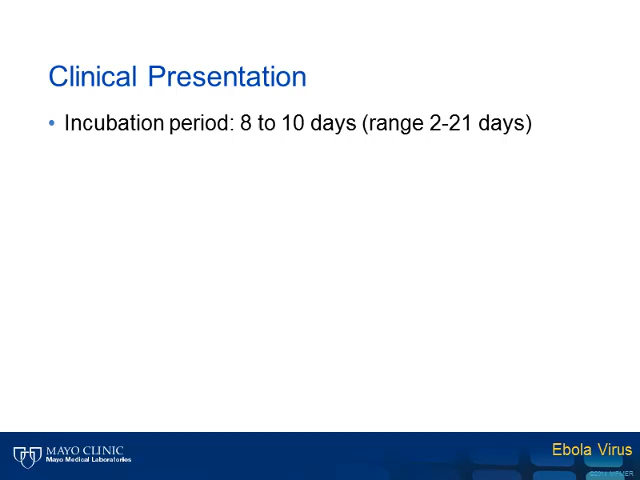 Clinical Presentation
• Incubation period: 8 to 10 days (range 2-21 days)
MAYO CLINIC
Mayo Medical Laboratories
Ebola Virus